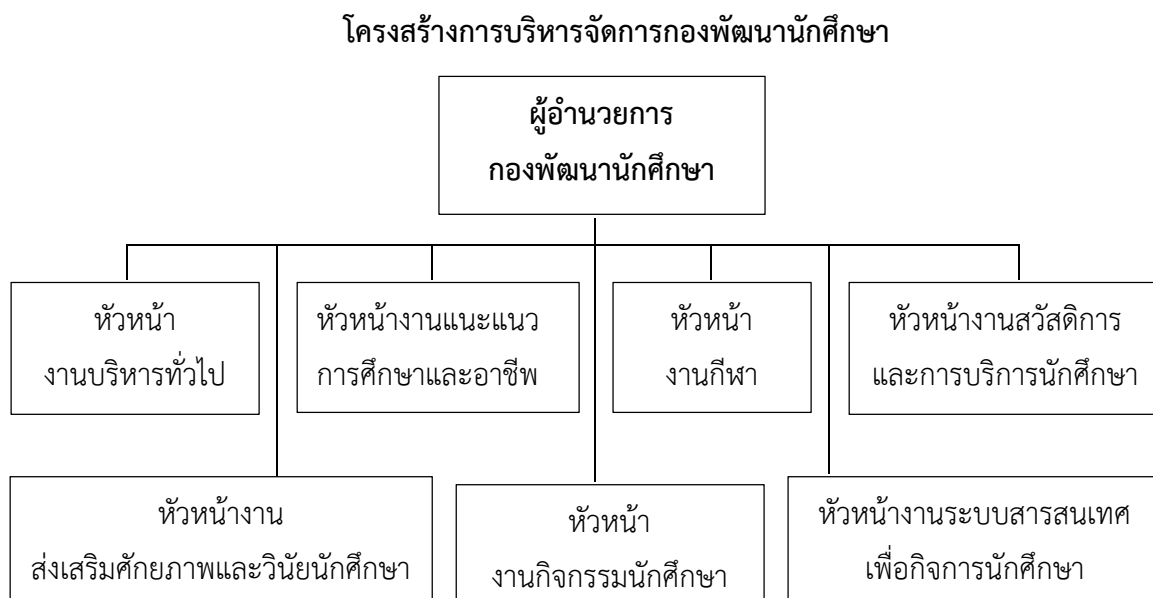 โครงสร้างการบริหารจัดการกองพัฒนานักศึกษา
ผู้อำนวยการ
กองพัฒนานักศึกษา
หัวหน้า
งานบริหารทั่วไป
หัวหน้างานแนะแนว
การศึกษาและอาชีพ
หัวหน้า
งานกีฬา
หัวหน้างานสวัสดิการ
และการบริการนักศึกษา
หัวหน้างาน
ส่งเสริมศักยภาพและวินัยนักศึกษา
หัวหน้า
งานกิจกรรมนักศึกษา
หัวหน้างานระบบสารสนเทศ
เพื่อกิจการนักศึกษา